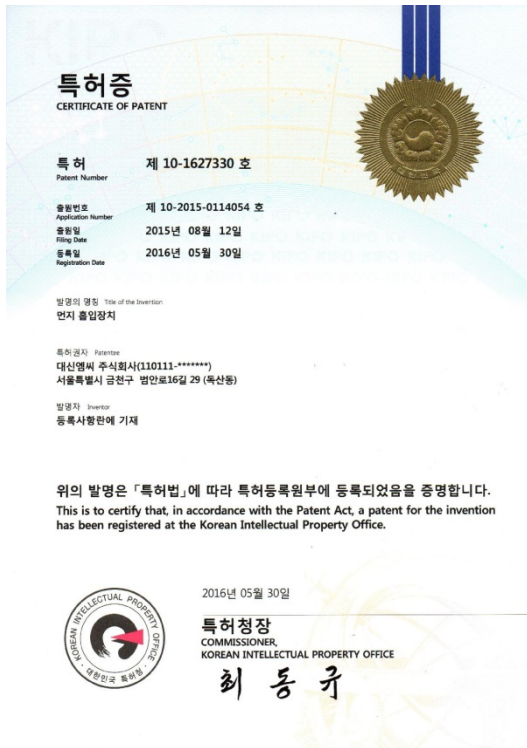 특허증
CERTIFICATE OF PATENT
특 허 제 10-1627330 호
Patent Number
출원번호 제 10-2015-0114054 호
Application Number
출원일 2015년 08월 12일
Filing Date
등록일 2016년 05월 30일
Registration Date
발명의 명칭 Title of the Invention
먼지 흡입장치
특허권자 Patentee
대신엠씨 주식회사(110111-*******)
서울특별시 금천구 범안로16길 29 (독산동)
발명자 Inventor
등록사항란에 기재
위의 발명은 「특허법」에 따라 특허등록원부에 등록되었음을 증명합니다.
This is to certify that, in accordance with the Patent Act, a patent for the invention
has been registered at the Korean Intellectual Property Office.
2016년 05월 30일
특허청장
COMMISSIONER,
KOREAN INTELLECTUAL PROPERTY OFFICE
최 동 규
KOREAN INTELLECTUAL PROPERTY OFFICE
대한민국 특허청
대한민국